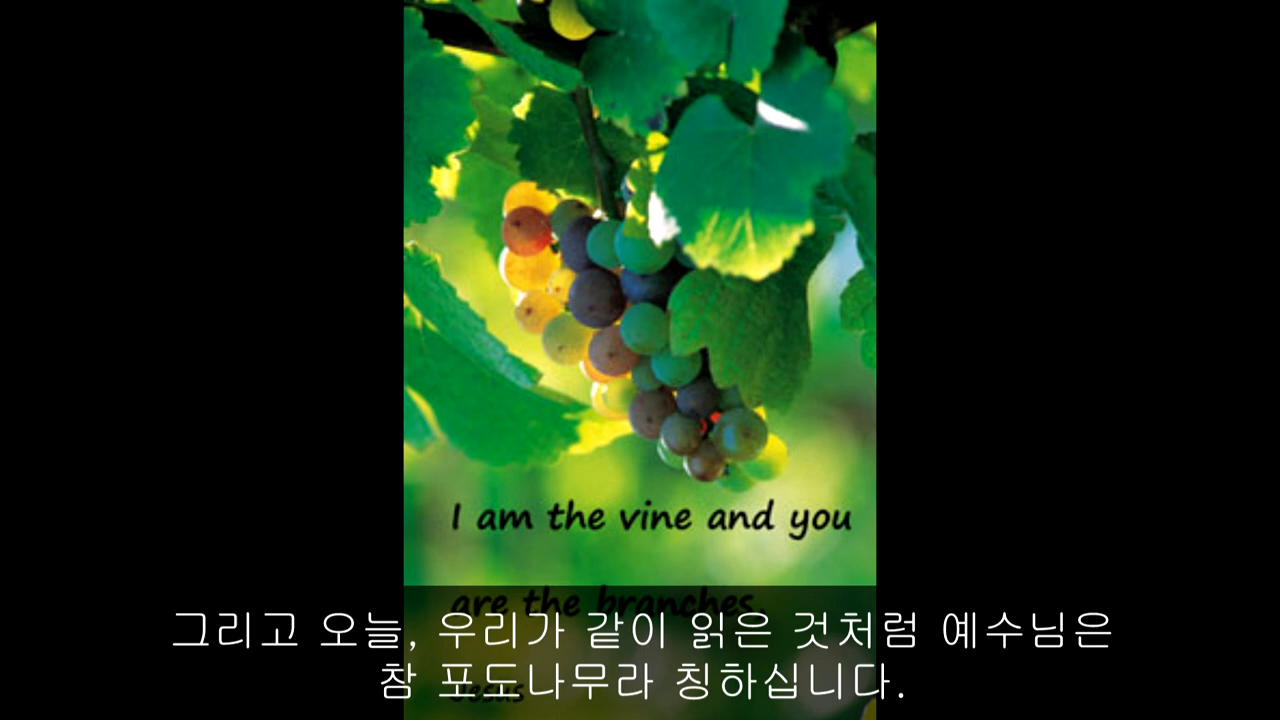 I am the vine and you
are the branches.
Jesus
그리고 오늘, 우리가 같이 읽은 것처럼 예수님은
참 포도나무라 칭하십니다.